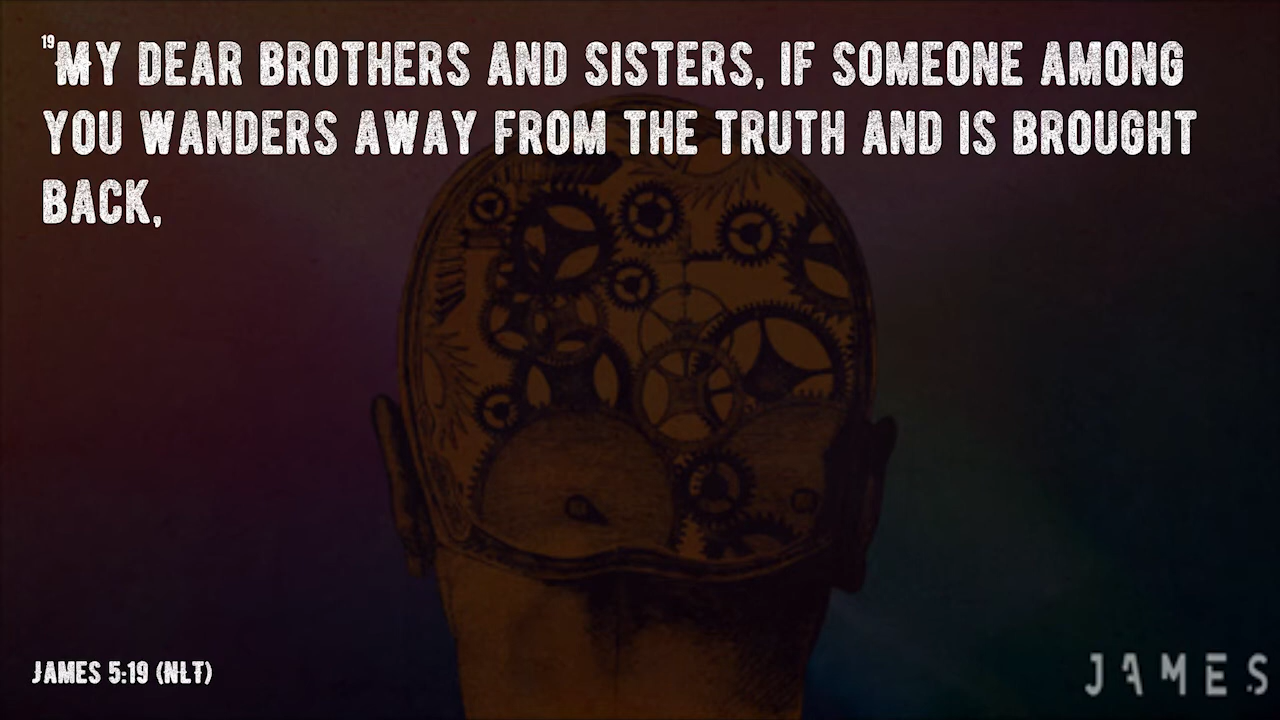 19MY DEAR BROTHERS AND SISTERS, IF SOMEONE AMONG
YOU WANDERS AWAY FROM THE TRUTH AND IS BROUGHT
BACK,
JAMES 5:19 (NLT)
JAMES